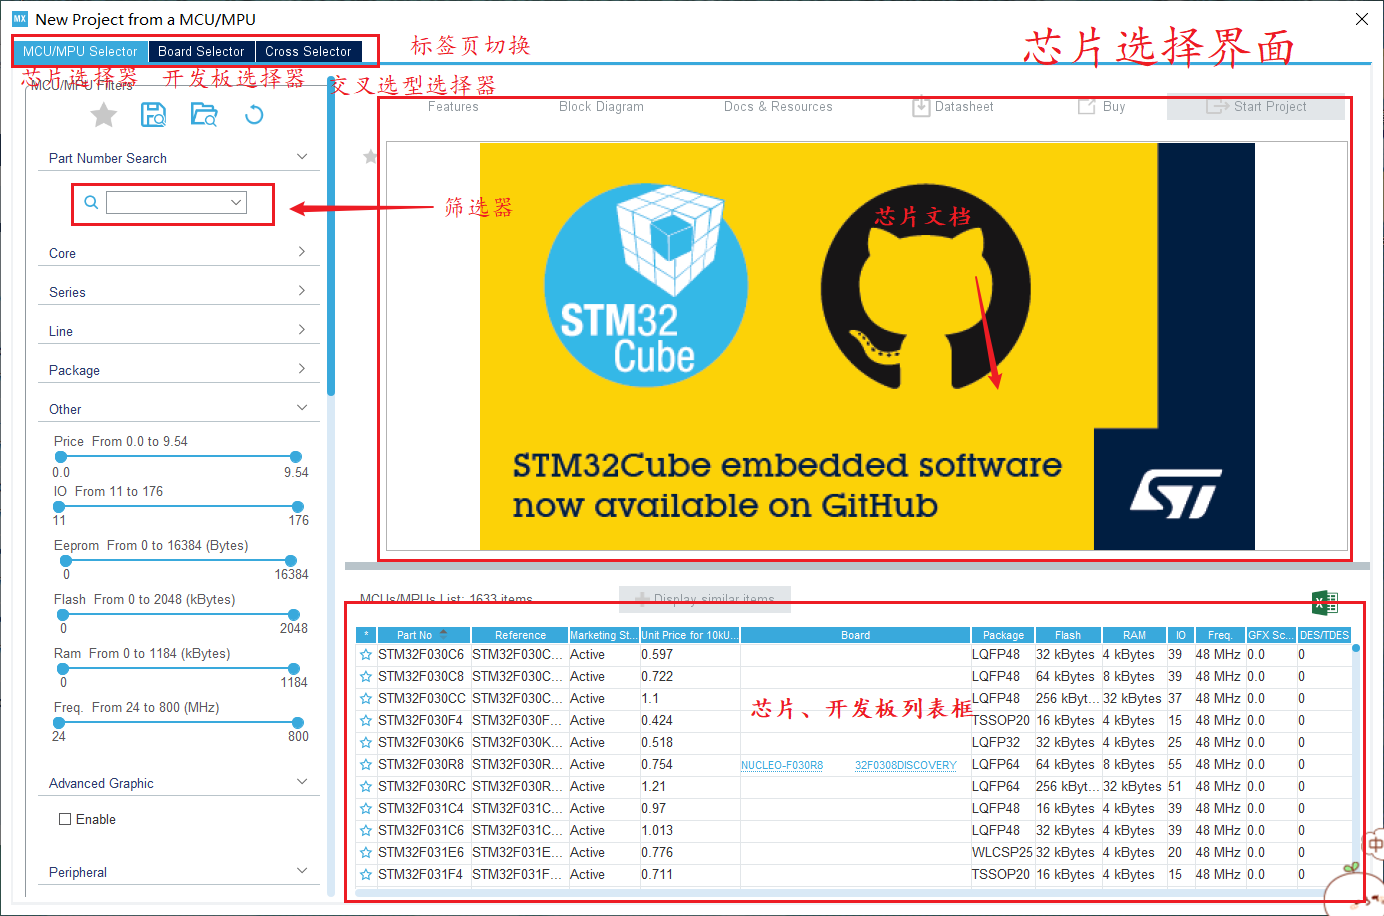 MX New Project from a MCU/MPU
MCU/MPU Selector Board Selector Cross Selector
标签页切换
芯片选择界面
芯片选择器 开发板选择器 交叉选型选择器
MCU/MPU Filters
Features Block Diagram Docs & Resources Datasheet Buy Start Project
Part Number Search
筛选器
Core
Series
Line
Package
Other
Price From 0.0 to 9.54
0.0 9.54
IO From 11 to 176
11 176
Eeprom From 0 to 16384 (Bytes)
0 16384
Flash From 0 to 2048 (kBytes)
0 2048
Ram From 0 to 1184 (kBytes)
0 1184
Freq. From 24 to 800 (MHz)
24 800
Advanced Graphic
Enable
Peripheral
芯片文档
STM32
Cube
STM32Cube embedded software
now available on GitHub
ST
MCUs/MPUs List: 1633 items Display similar items
* Part No Reference Marketing St... Unit Price for 10kU... Board Package Flash RAM IO Freq. GFX Sc... DES/TDES
STM32F030C6 STM32F030C... Active 0.597 LQFP48 32 kBytes 4 kBytes 39 48 MHz 0.0 0
STM32F030C8 STM32F030C... Active 0.722 LQFP48 64 kBytes 8 kBytes 39 48 MHz 0.0 0
STM32F030CC STM32F030C... Active 1.1 LQFP48 256 kByt... 32 kBytes 37 48 MHz 0.0 0
芯片、开发板列表框
STM32F030F4 STM32F030F... Active 0.424 TSSOP20 16 kBytes 4 kBytes 15 48 MHz 0.0 0
STM32F030K6 STM32F030K... Active 0.518 LQFP32 32 kBytes 4 kBytes 25 48 MHz 0.0 0
STM32F030R8 STM32F030R... Active 0.754 NUCLEO-F030R8 32F0308DISCOVERY LQFP64 64 kBytes 8 kBytes 55 48 MHz 0.0 0
STM32F030RC STM32F030R... Active 1.21 LQFP64 256 kByt... 32 kBytes 51 48 MHz 0.0 0
STM32F031C4 STM32F031C... Active 0.97 LQFP48 16 kBytes 4 kBytes 39 48 MHz 0.0 0
STM32F031C6 STM32F031C... Active 1.013 LQFP48 32 kBytes 4 kBytes 39 48 MHz 0.0 0
STM32F031E6 STM32F031E... Active 0.776 WLCSP25 32 kBytes 4 kBytes 20 48 MHz 0.0 0
STM32F031F4 STM32F031F... Active 0.711 TSSOP20 16 kBytes 4 kBytes 15 48 MHz 0.0 0
中